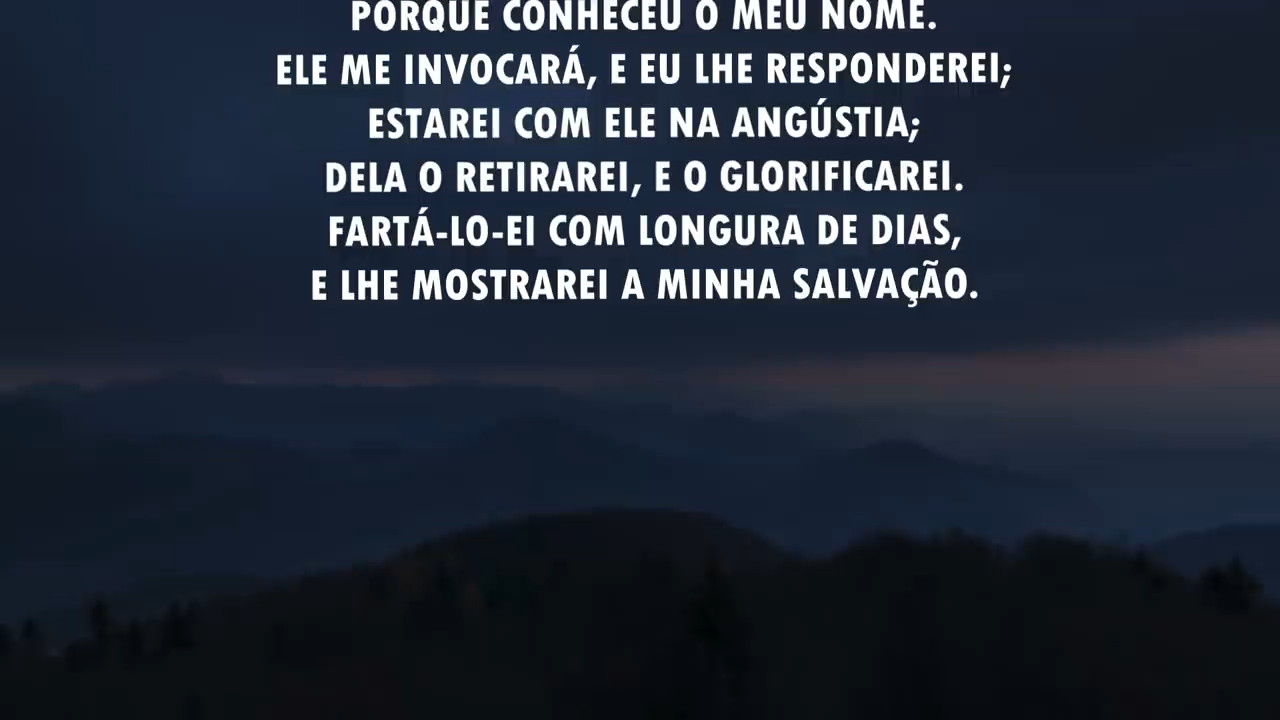 PORQUE CONHECEU O MEU NOME.
ELE ME INVOCARÁ, E EU LHE RESPONDEREI;
ESTAREI COM ELE NA ANGÚSTIA;
DELA O RETIRAREI, E O GLORIFICAREI.
FARTÁ-LO-EI COM LONGURA DE DIAS,
E LHE MOSTRAREI A MINHA SALVAÇÃO.